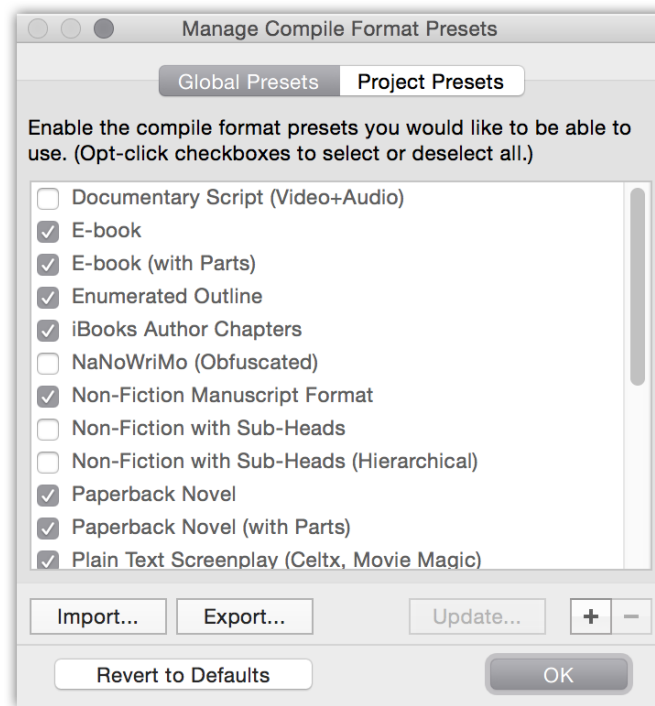 Manage Compile Format Presets
Global Presets Project Presets
Enable the compile format presets you would like to be able to
use. (Opt-click checkboxes to select or deselect all.)
Documentary Script (Video+Audio)
E-book
E-book (with Parts)
Enumerated Outline
iBooks Author Chapters
NaNoWriMo (Obfuscated)
Non-Fiction Manuscript Format
Non-Fiction with Sub-Heads
Non-Fiction with Sub-Heads (Hierarchical)
Paperback Novel
Paperback Novel (with Parts)
Plain Text Screenplay (Celtx, Movie Magic)
Import... Export... Update... + −
Revert to Defaults OK